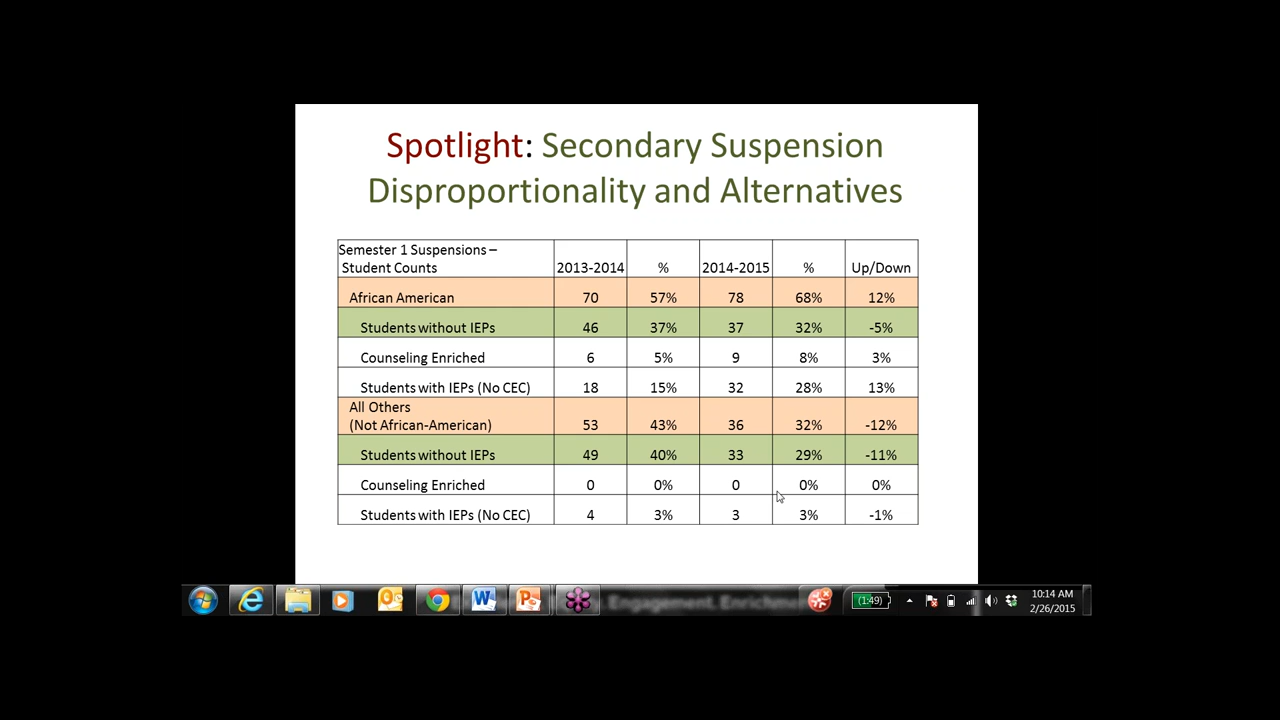 Spotlight: Secondary Suspension
Disproportionality and Alternatives
Semester 1 Suspensions –
Student Counts 2013-2014 % 2014-2015 % Up/Down
African American 70 57% 78 68% 12%
Students without IEPs 46 37% 37 32% -5%
Counseling Enriched 6 5% 9 8% 3%
Students with IEPs (No CEC) 18 15% 32 28% 13%
All Others
(Not African-American) 53 43% 36 32% -12%
Students without IEPs 49 40% 33 29% -11%
Counseling Enriched 0 0% 0 0% 0%
Students with IEPs (No CEC) 4 3% 3 3% -1%
Engagement. Enrichme
(1:49)
10:14 AM
2/26/2015